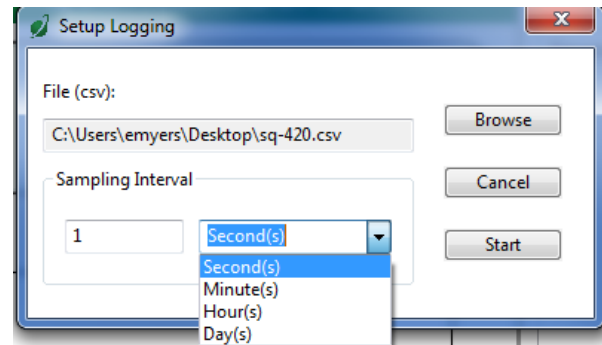 Setup Logging
x
File (csv):
C:\Users\emyers\Desktop\sq-420.csv
Browse
Sampling Interval
Cancel
1
Second(s)
Start
Second(s)
Minute(s)
Hour(s)
Day(s)